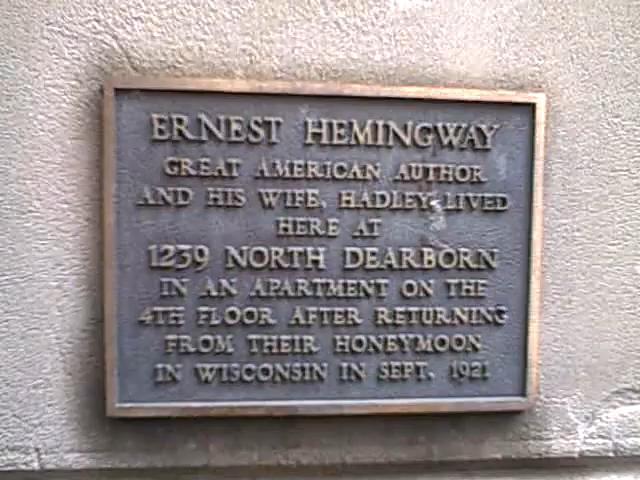 ERNEST HEMINGWAY
GREAT AMERICAN AUTHOR
AND HIS WIFE, HADLEY, LIVED
HERE AT
1239 NORTH DEARBORN
IN AN APARTMENT ON THE
4TH FLOOR AFTER RETURNING
FROM THEIR HONEYMOON
IN WISCONSIN IN SEPT. 1921